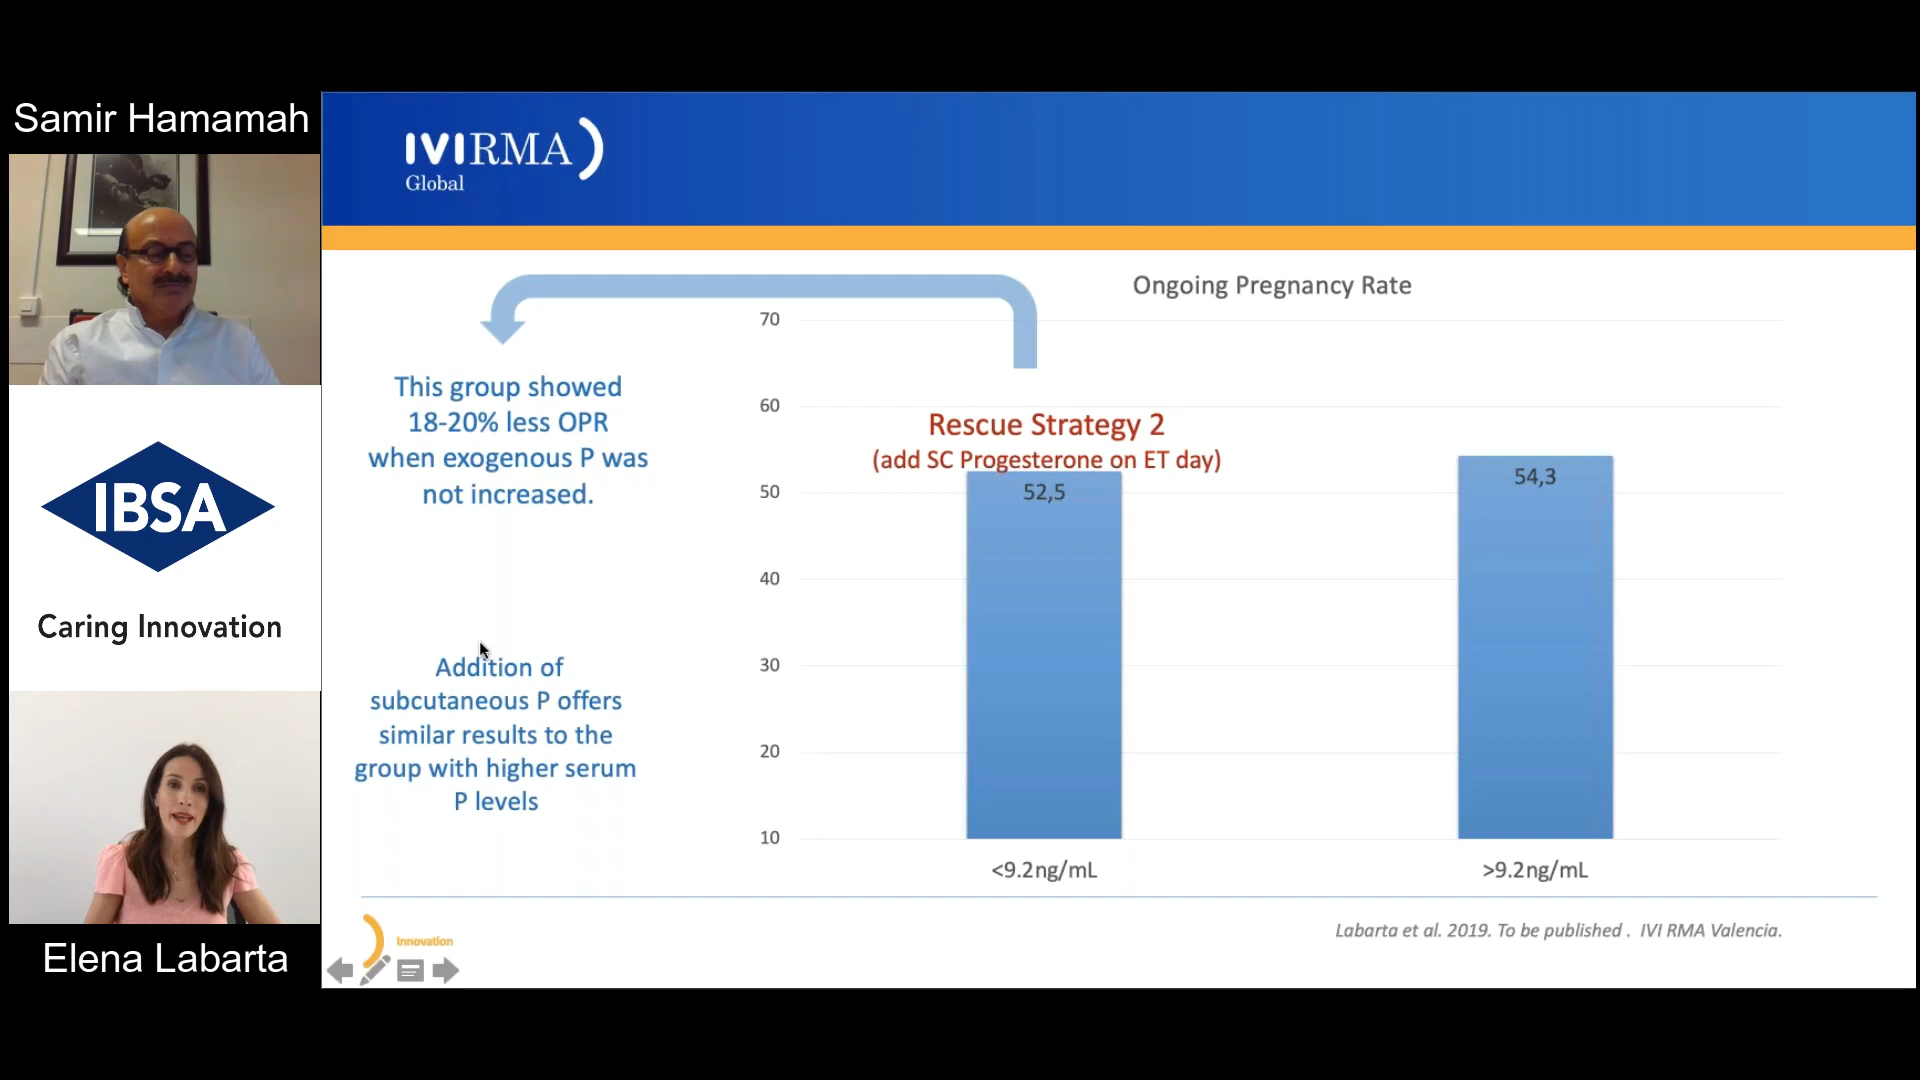 Samir Hamamah
IBSA
Caring Innovation
Elena Labarta
IVIRMA
Global
This group showed
18-20% less OPR
when exogenous P was
not increased.
Addition of
subcutaneous P offers
similar results to the
group with higher serum
P levels
Ongoing Pregnancy Rate
70
60
50
40
30
20
10
Rescue Strategy 2
(add SC Progesterone on ET day)
52,5
54,3
<9.2ng/mL
>9.2ng/mL
Labarta et al. 2019. To be published . IVI RMA Valencia.
Innovation